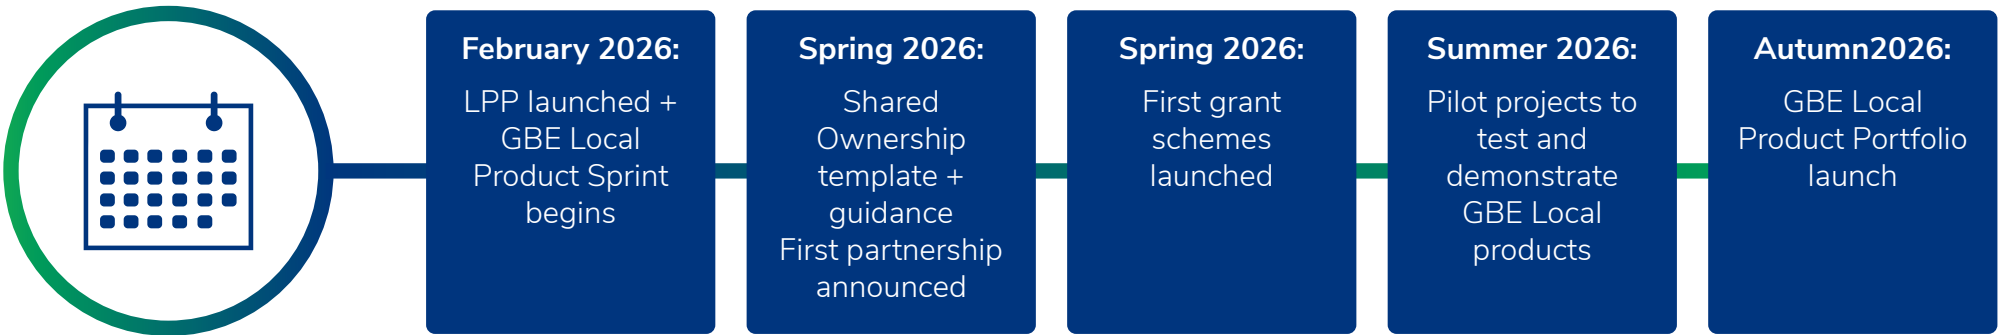 February 2026:
LPP launched +
GBE Local
Product Sprint
begins
Spring 2026:
Shared
Ownership
template +
guidance
First partnership
announced
Spring 2026:
First grant
schemes
launched
Summer 2026:
Pilot projects to
test and
demonstrate
GBE Local
products
Autumn2026:
GBE Local
Product Portfolio
launch